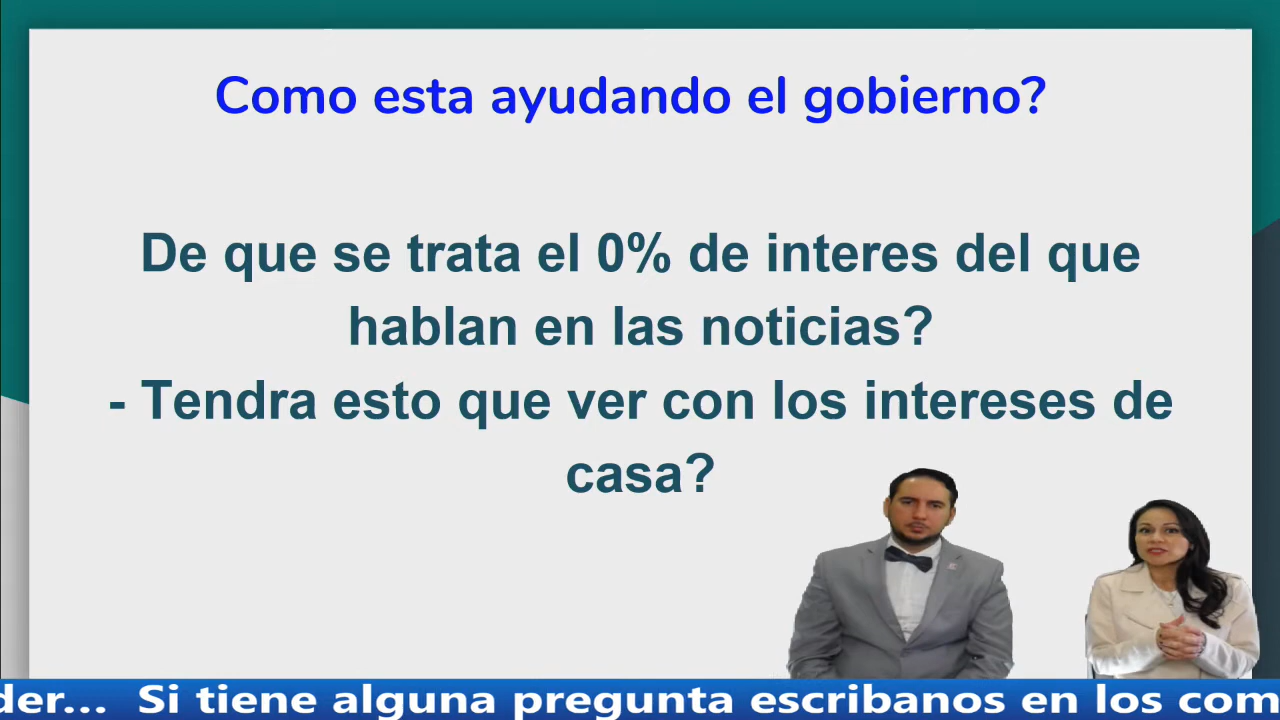 Como esta ayudando el gobierno?
De que se trata el 0% de interes del que
hablan en las noticias?
- Tendra esto que ver con los intereses de
casa?
der... Si tiene alguna pregunta escribanos en los com